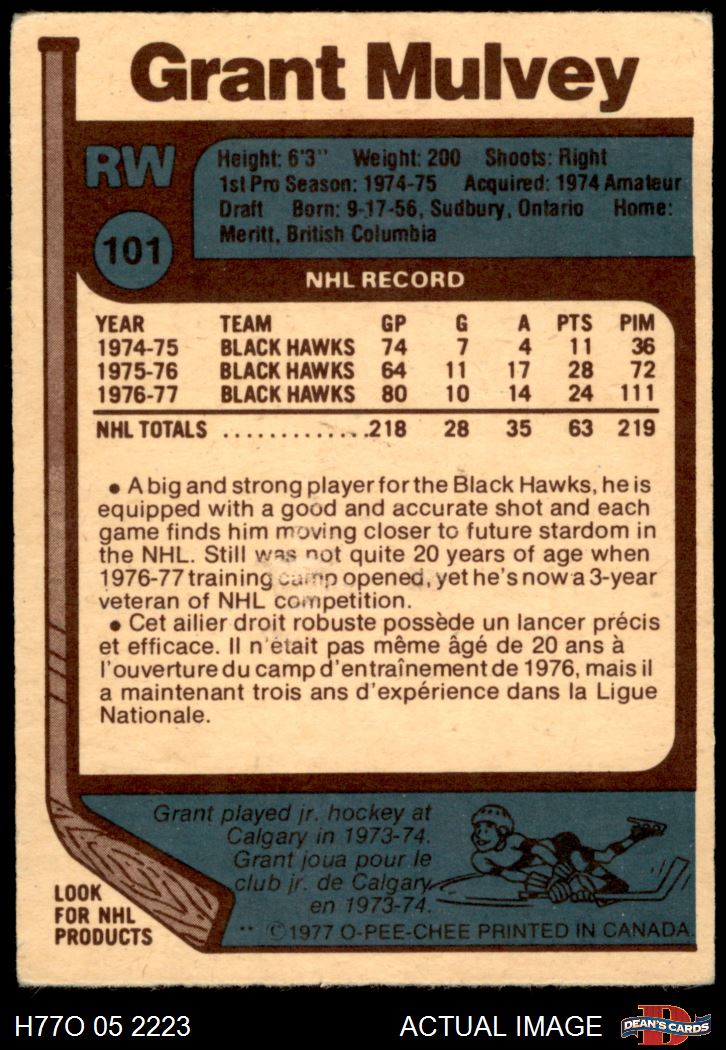 Grant Mulvey
RW
Height: 6'3" Weight: 200 Shoots: Right
1st Pro Season: 1974-75 Acquired: 1974 Amateur
Draft Born: 9-17-56, Sudbury, Ontario Home:
Meritt, British Columbia
101
NHL RECORD
YEAR TEAM GP G A PTS PIM
1974-75 BLACK HAWKS 74 7 4 11 36
1975-76 BLACK HAWKS 64 11 17 28 72
1976-77 BLACK HAWKS 80 10 14 24 111
NHL TOTALS .............218 28 35 63 219
• A big and strong player for the Black Hawks, he is
equipped with a good and accurate shot and each
game finds him moving closer to future stardom in
the NHL. Still was not quite 20 years of age when
1976-77 training camp opened, yet he's now a 3-year
veteran of NHL competition.
• Cet ailier droit robuste possède un lancer précis
et efficace. Il n'était pas même âgé de 20 ans à
l'ouverture du camp d'entraînement de 1976, mais il
a maintenant trois ans d'expérience dans la Ligue
Nationale.
Grant played jr. hockey at
Calgary in 1973-74.
Grant joua pour le
club jr. de Calgary
en 1973-74.
LOOK
FOR NHL
PRODUCTS
** ©1977 O-PEE-CHEE PRINTED IN CANADA
H77O 05 2223 ACTUAL IMAGE
D
DEAN'S CARDS